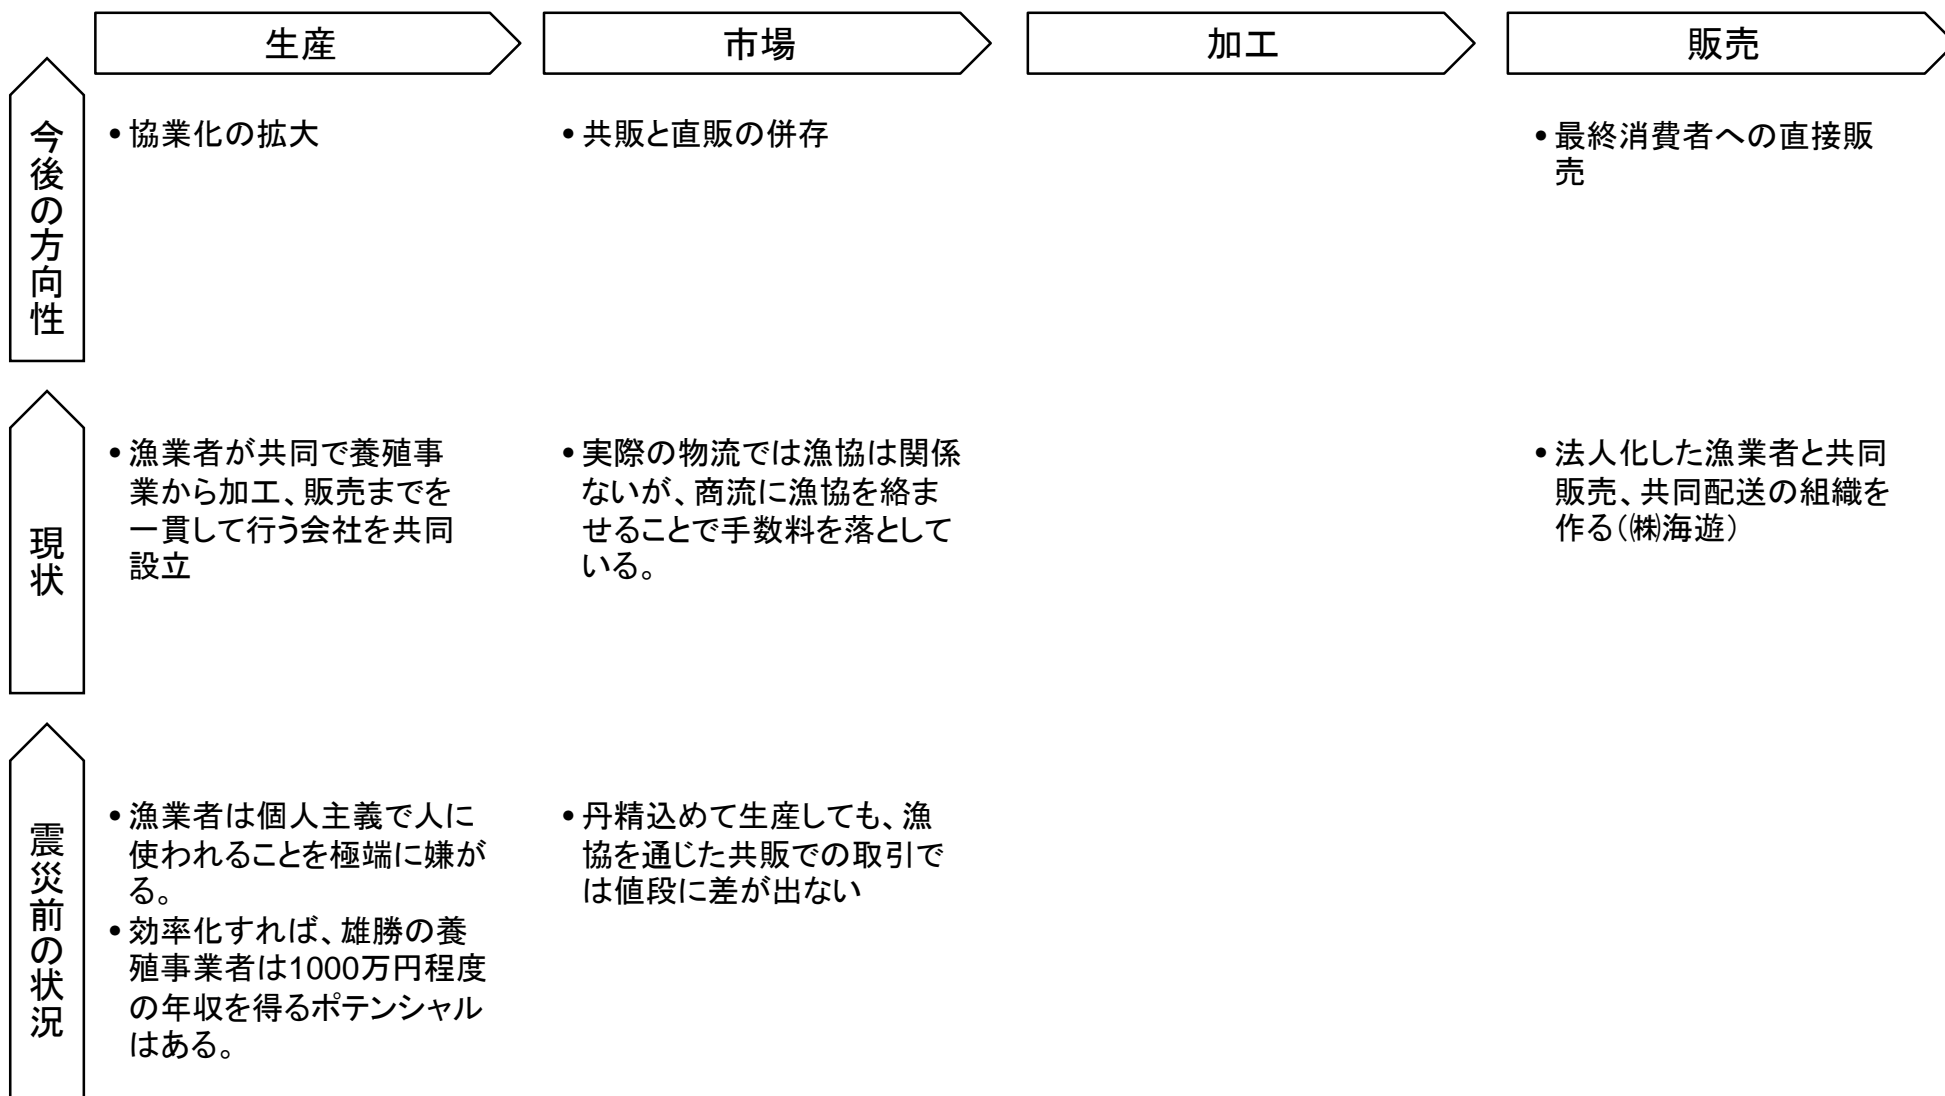 生産
市場
加工
販売
今後の方向性
• 協業化の拡大
• 共販と直販の併存
• 最終消費者への直接販
売
現状
• 漁業者が共同で養殖事
業から加工、販売までを
一貫して行う会社を共同
設立
• 実際の物流では漁協は関係
ないが、商流に漁協を絡ま
せることで手数料を落として
いる。
• 法人化した漁業者と共同
販売、共同配送の組織を
作る(㈱海遊)
震災前の状況
• 漁業者は個人主義で人に
使われることを極端に嫌が
る。
• 効率化すれば、雄勝の養
殖事業者は1000万円程度
の年収を得るポテンシャル
はある。
• 丹精込めて生産しても、漁
協を通じた共販での取引で
は値段に差が出ない